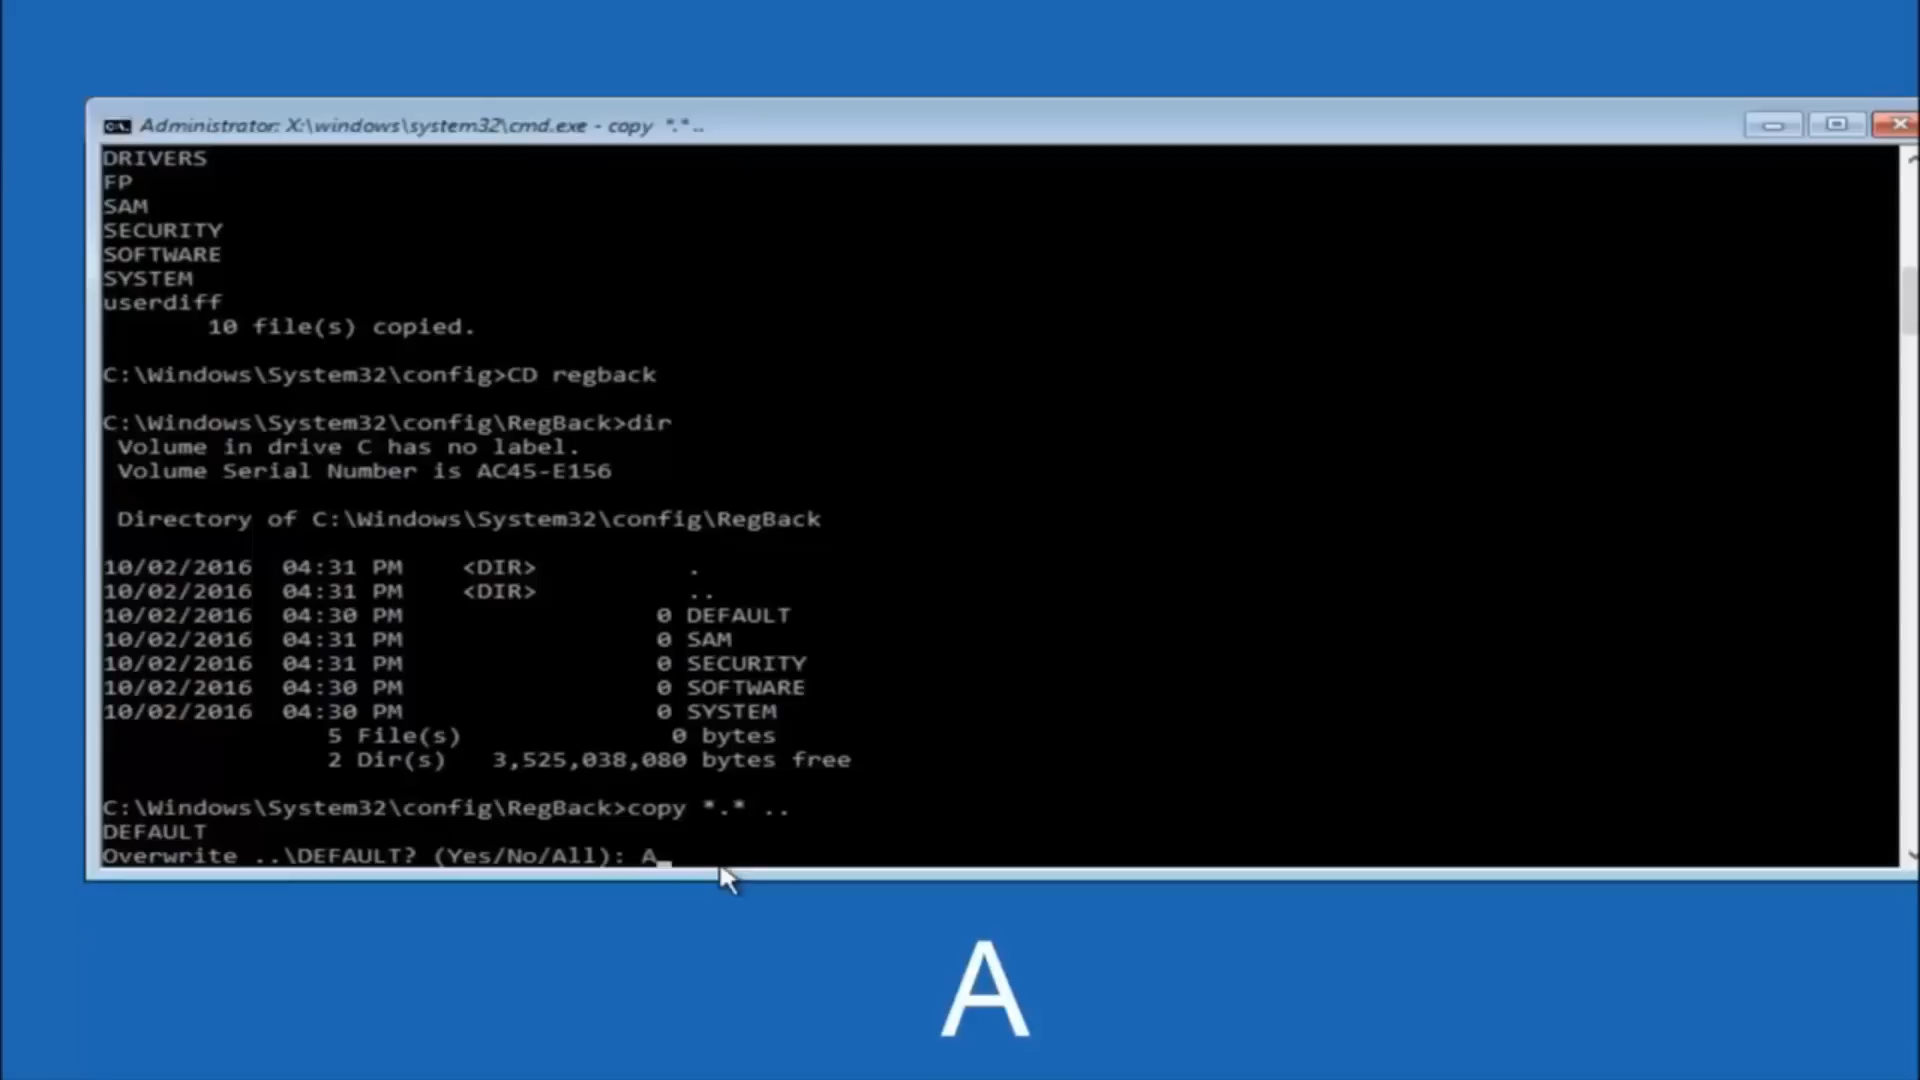 Administrator: X:\windows\system32\cmd.exe - copy *.* ..
DRIVERS
FP
SAM
SECURITY
SOFTWARE
SYSTEM
userdiff
10 file(s) copied.
C:\Windows\System32\config>CD regback
C:\Windows\System32\config\RegBack>dir
Volume in drive C has no label.
Volume Serial Number is AC45-E156
Directory of C:\Windows\System32\config\RegBack
10/02/2016 04:31 PM <DIR> .
10/02/2016 04:31 PM <DIR> ..
10/02/2016 04:30 PM 0 DEFAULT
10/02/2016 04:31 PM 0 SAM
10/02/2016 04:31 PM 0 SECURITY
10/02/2016 04:30 PM 0 SOFTWARE
10/02/2016 04:30 PM 0 SYSTEM
5 File(s) 0 bytes
2 Dir(s) 3,525,038,080 bytes free
C:\Windows\System32\config\RegBack>copy *.* ..
DEFAULT
Overwrite ..\DEFAULT? (Yes/No/All): A_
A